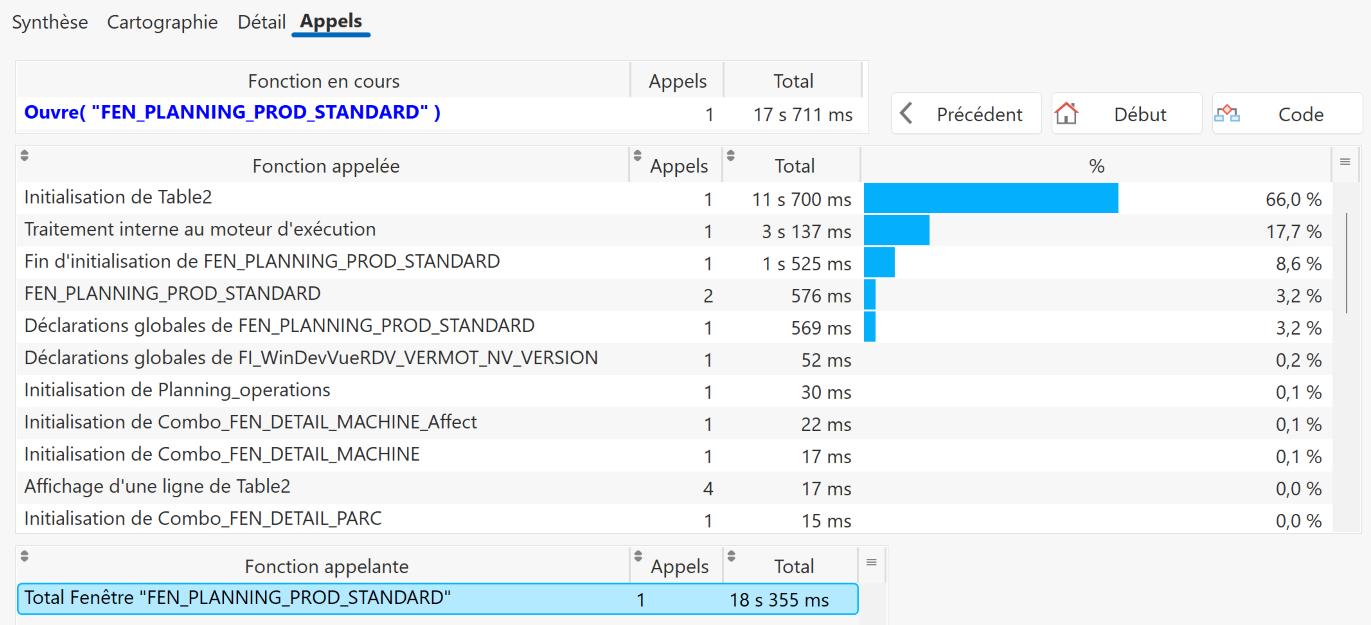 Synthèse Cartographie Détail Appels
Fonction en cours Appels Total
Ouvre( "FEN_PLANNING_PROD_STANDARD" ) 1 17 s 711 ms
Précédent Début Code
Fonction appelée Appels Total %
Initialisation de Table2 1 11 s 700 ms 66,0 %
Traitement interne au moteur d'exécution 1 3 s 137 ms 17,7 %
Fin d'initialisation de FEN_PLANNING_PROD_STANDARD 1 1 s 525 ms 8,6 %
FEN_PLANNING_PROD_STANDARD 2 576 ms 3,2 %
Déclarations globales de FEN_PLANNING_PROD_STANDARD 1 569 ms 3,2 %
Déclarations globales de FI_WinDevVueRDV_VERMOT_NV_VERSION 1 52 ms 0,2 %
Initialisation de Planning_operations 1 30 ms 0,1 %
Initialisation de Combo_FEN_DETAIL_MACHINE_Affect 1 22 ms 0,1 %
Initialisation de Combo_FEN_DETAIL_MACHINE 1 17 ms 0,1 %
Affichage d'une ligne de Table2 4 17 ms 0,0 %
Initialisation de Combo_FEN_DETAIL_PARC 1 15 ms 0,0 %
Fonction appelante Appels Total
Total Fenêtre "FEN_PLANNING_PROD_STANDARD" 1 18 s 355 ms